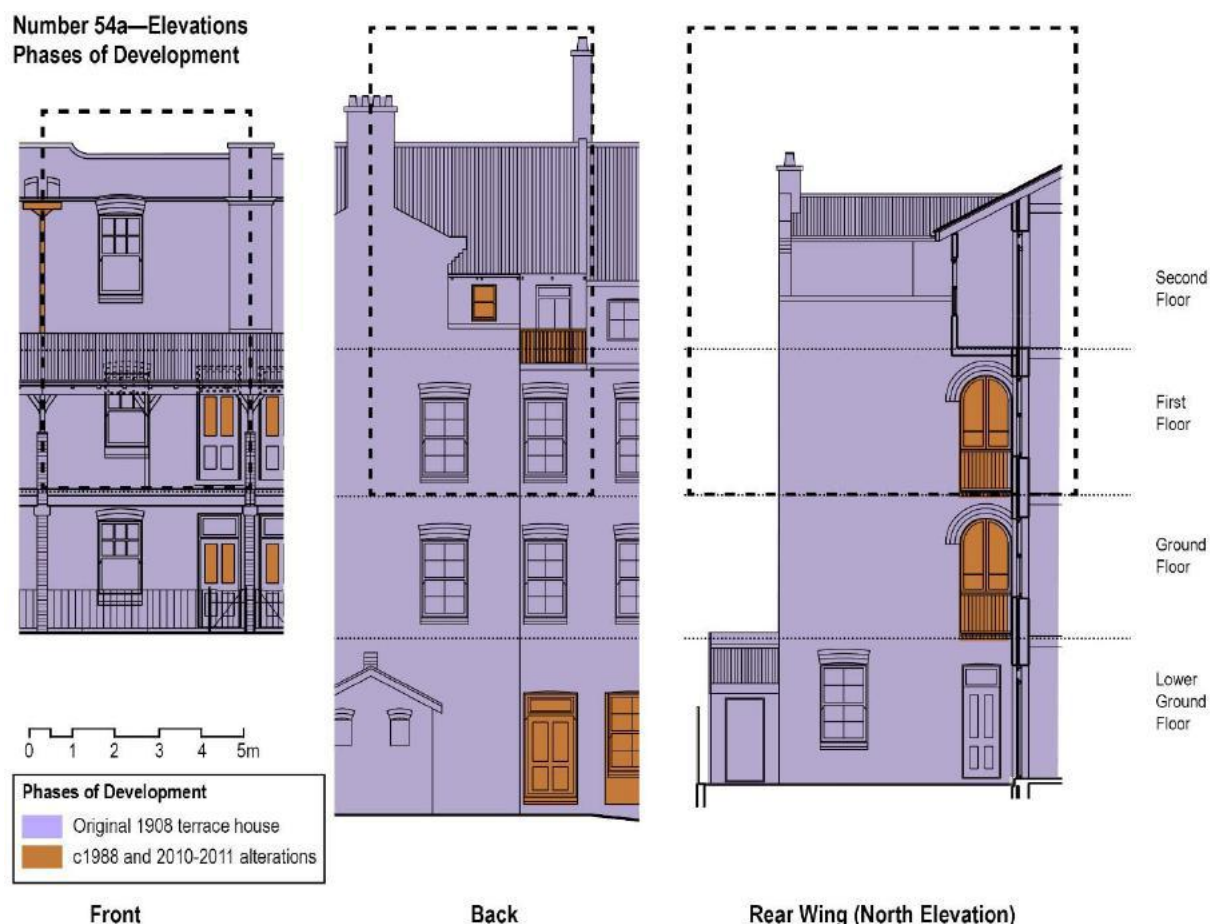 Number 54a—Elevations
Phases of Development
Second
Floor
First
Floor
Ground
Floor
Lower
Ground
Floor
0 1 2 3 4 5m
Phases of Development
Original 1908 terrace house
c1988 and 2010-2011 alterations
Front
Back
Rear Wing (North Elevation)